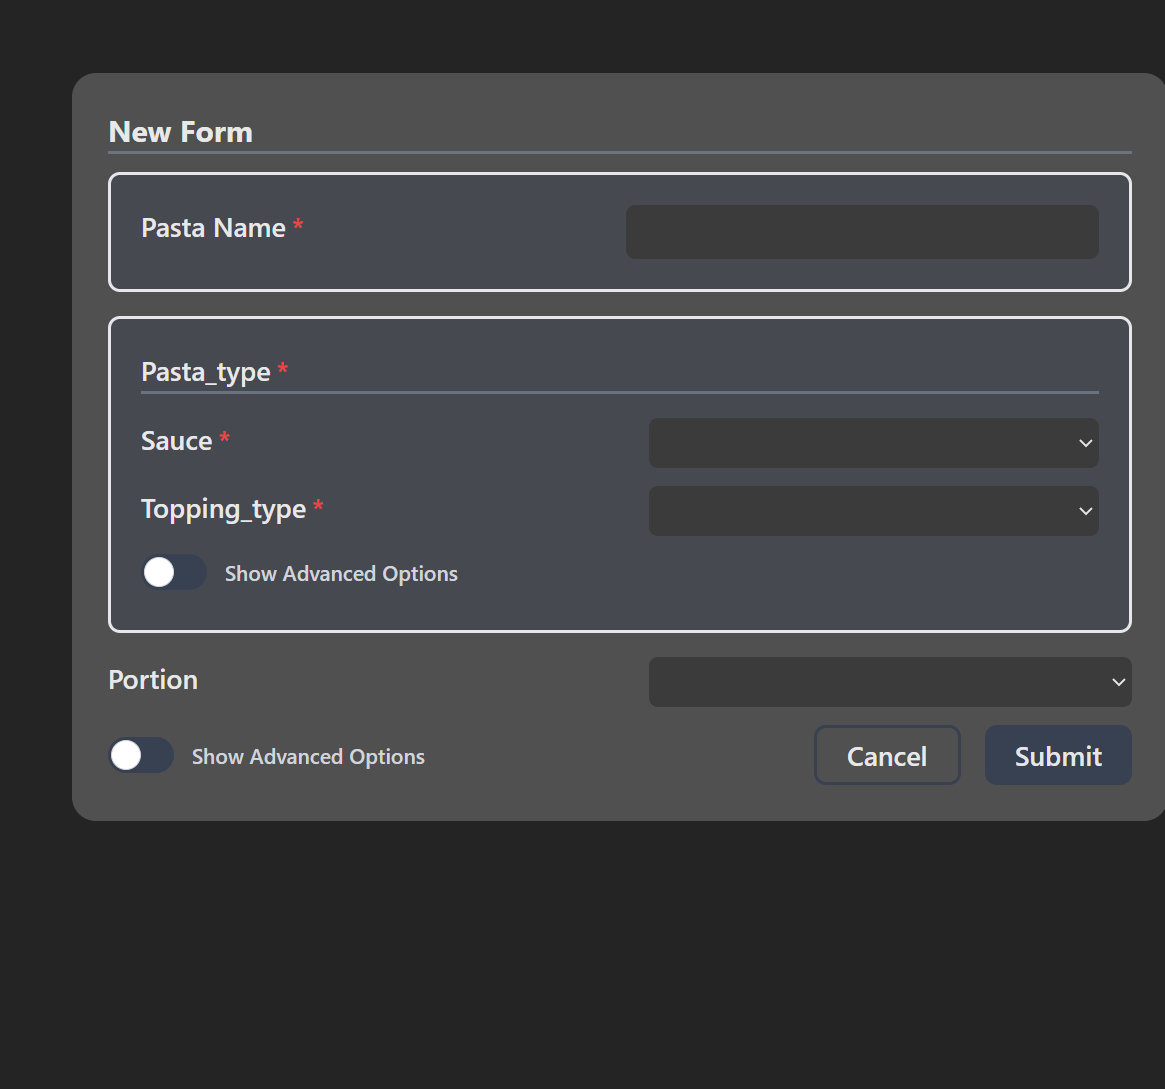 New Form
Pasta Name *
Pasta_type *
Sauce *
Topping_type *
Show Advanced Options
Portion
Show Advanced Options
Cancel
Submit